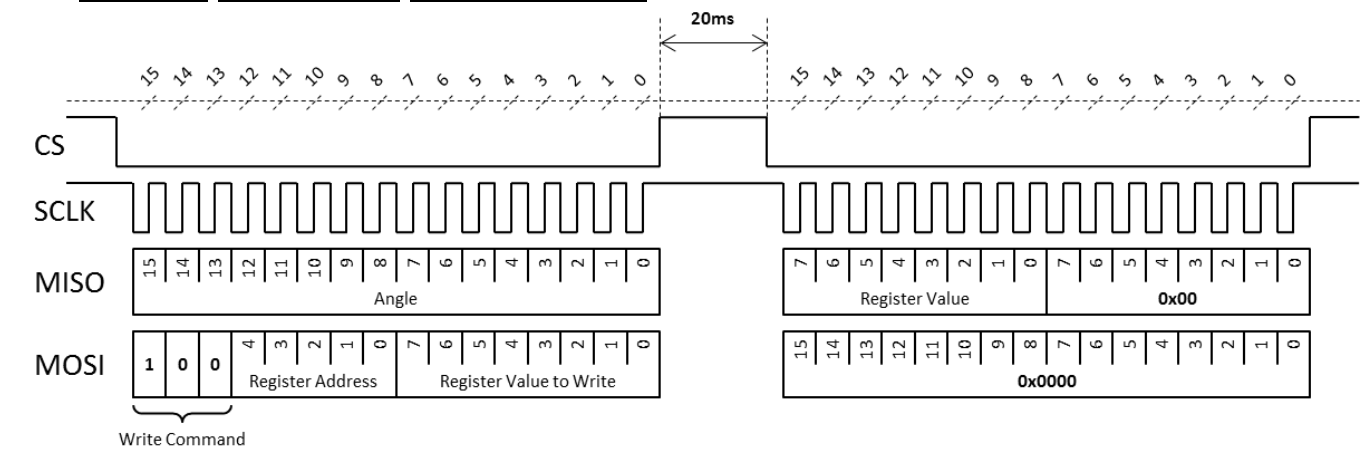 20ms
15 14 13 12 11 10 9 8 7 6 5 4 3 2 1 0 15 14 13 12 11 10 9 8 7 6 5 4 3 2 1 0
CS
SCLK
MISO 15 14 13 12 11 10 9 8 7 6 5 4 3 2 1 0 7 6 5 4 3 2 1 0 7 6 5 4 3 2 1 0
Angle Register Value 0x00
MOSI 1 0 0 4 3 2 1 0 7 6 5 4 3 2 1 0 15 14 13 12 11 10 9 8 7 6 5 4 3 2 1 0
Register Address Register Value to Write 0x0000
Write Command